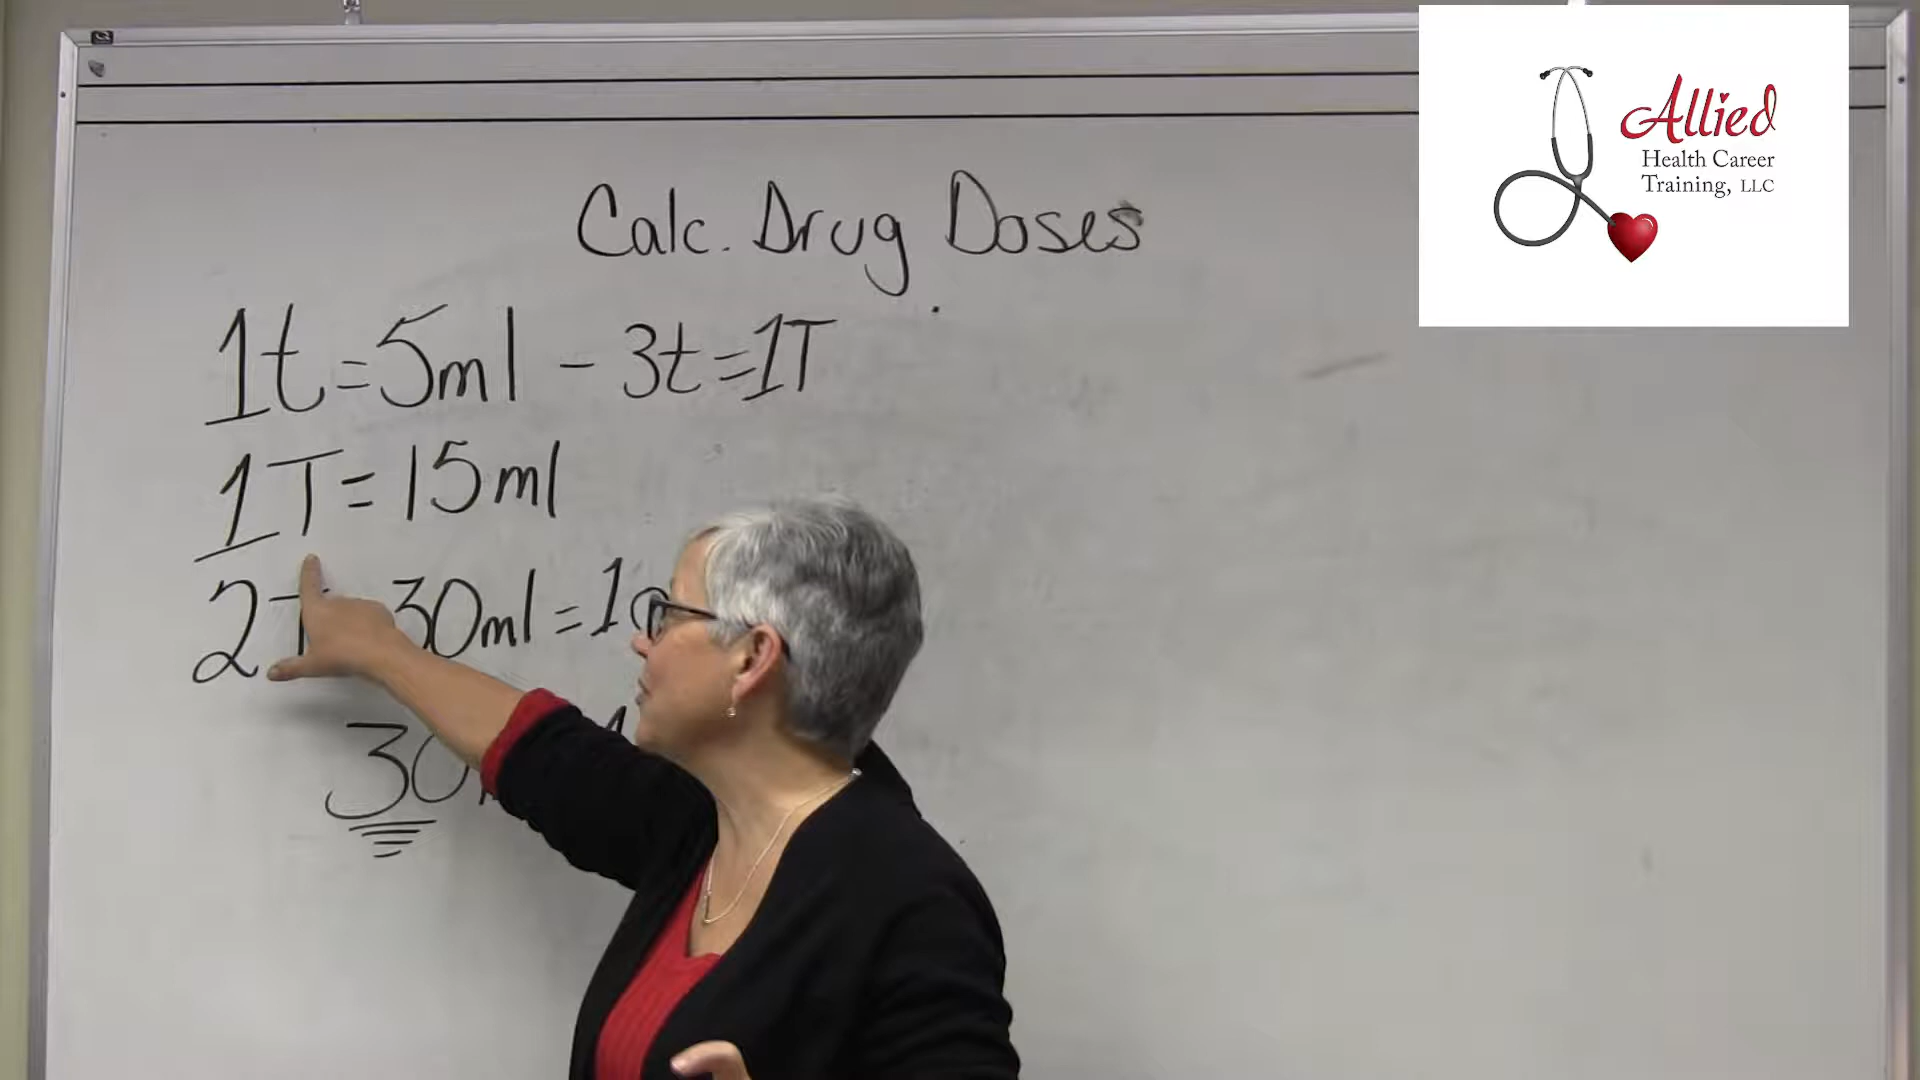 Allied
Health Career
Training, LLC
Calc. Drug Doses
1t=5ml - 3t=1T
1T=15ml
2T 30ml=1
30